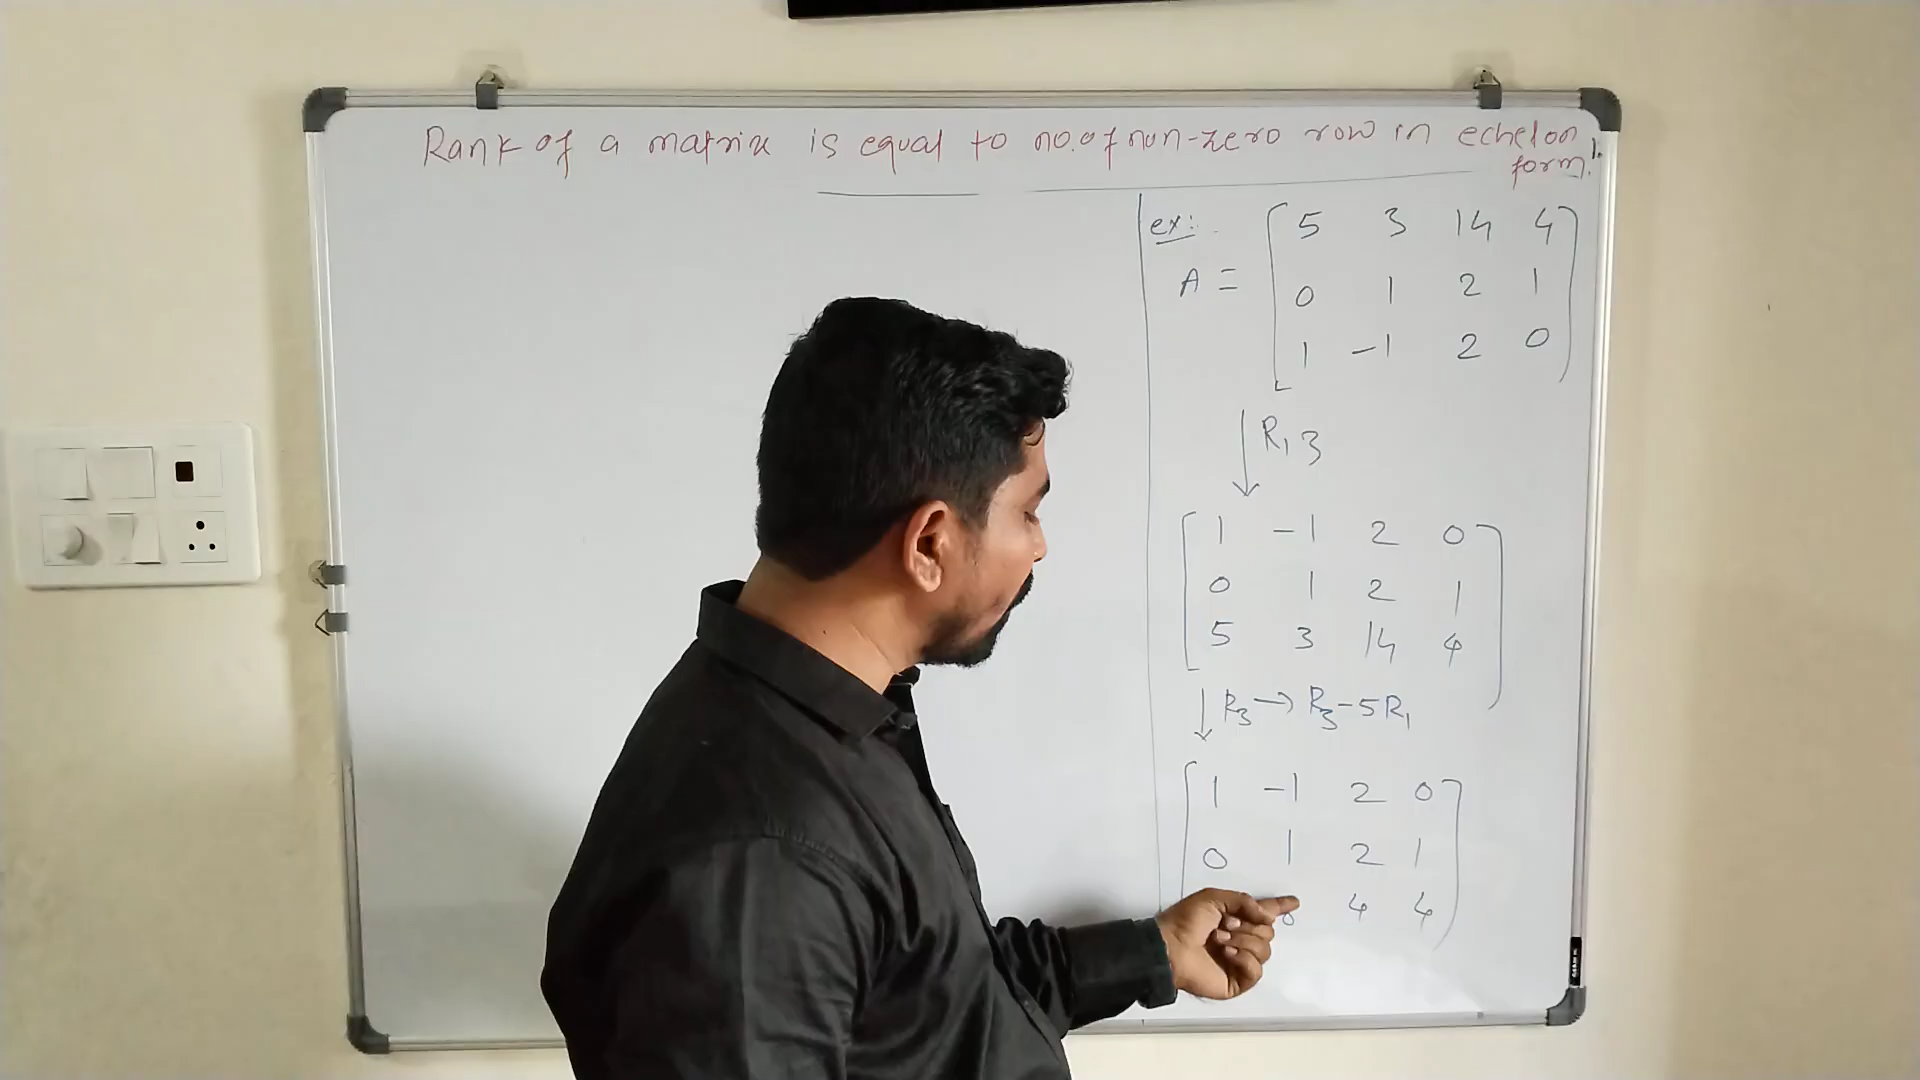 Rank of a matrix is equal to no. of non-zero row in echelon
form!
ex:
A = [ 5 3 14 4
0 1 2 1
1 -1 2 0 ]
↓ R₁₃
[ 1 -1 2 0
0 1 2 1
5 3 14 4 ]
↓ R₃ → R₃-5R₁
[ 1 -1 2 0
0 1 2 1
8 4 4 ]